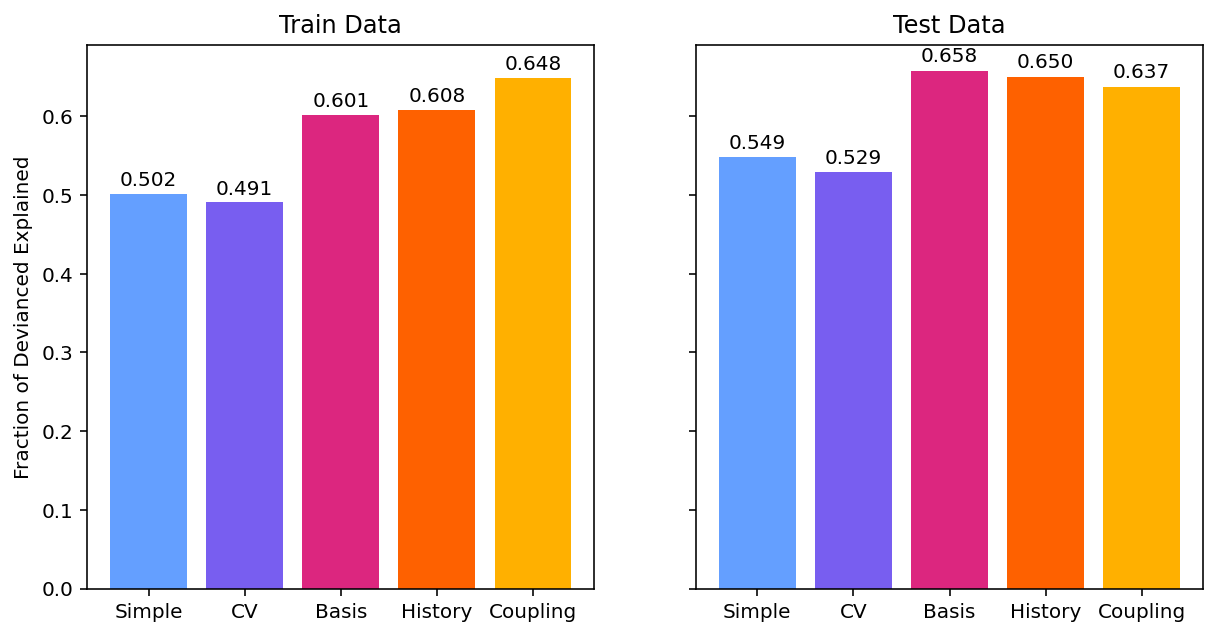 Train Data
Test Data
Fraction of Devianced Explained
0.6
0.5
0.4
0.3
0.2
0.1
0.0
0.502
0.491
0.601
0.608
0.648
Simple
CV
Basis
History
Coupling
0.549
0.529
0.658
0.650
0.637
Simple
CV
Basis
History
Coupling